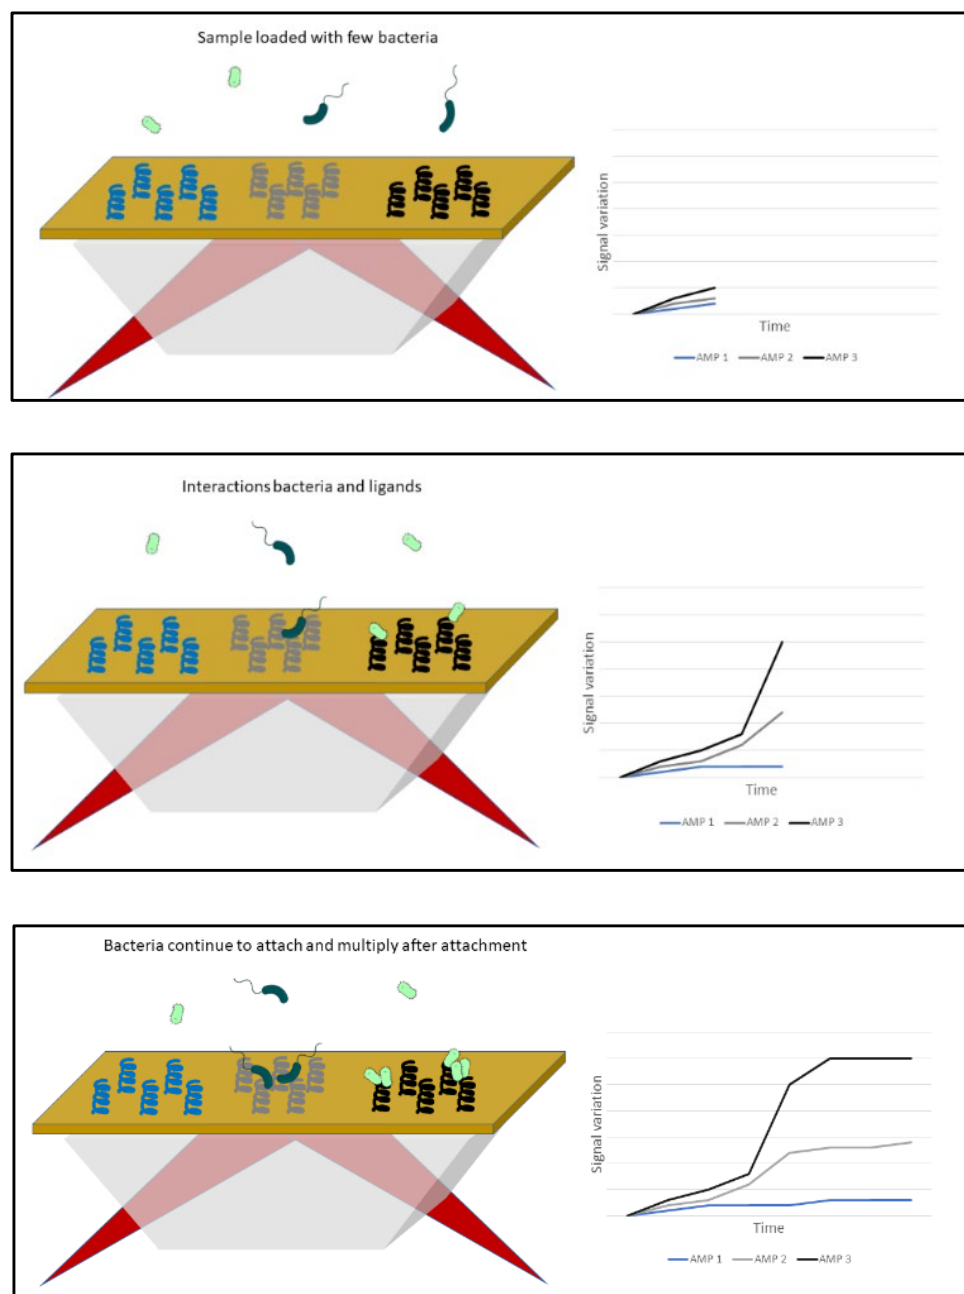 Sample loaded with few bacteria
Signal variation
Time
AMP 1 AMP 2 AMP 3
Interactions bacteria and ligands
Signal variation
Time
AMP 1 AMP 2 AMP 3
Bacteria continue to attach and multiply after attachment
Signal variation
Time
AMP 1 AMP 2 AMP 3